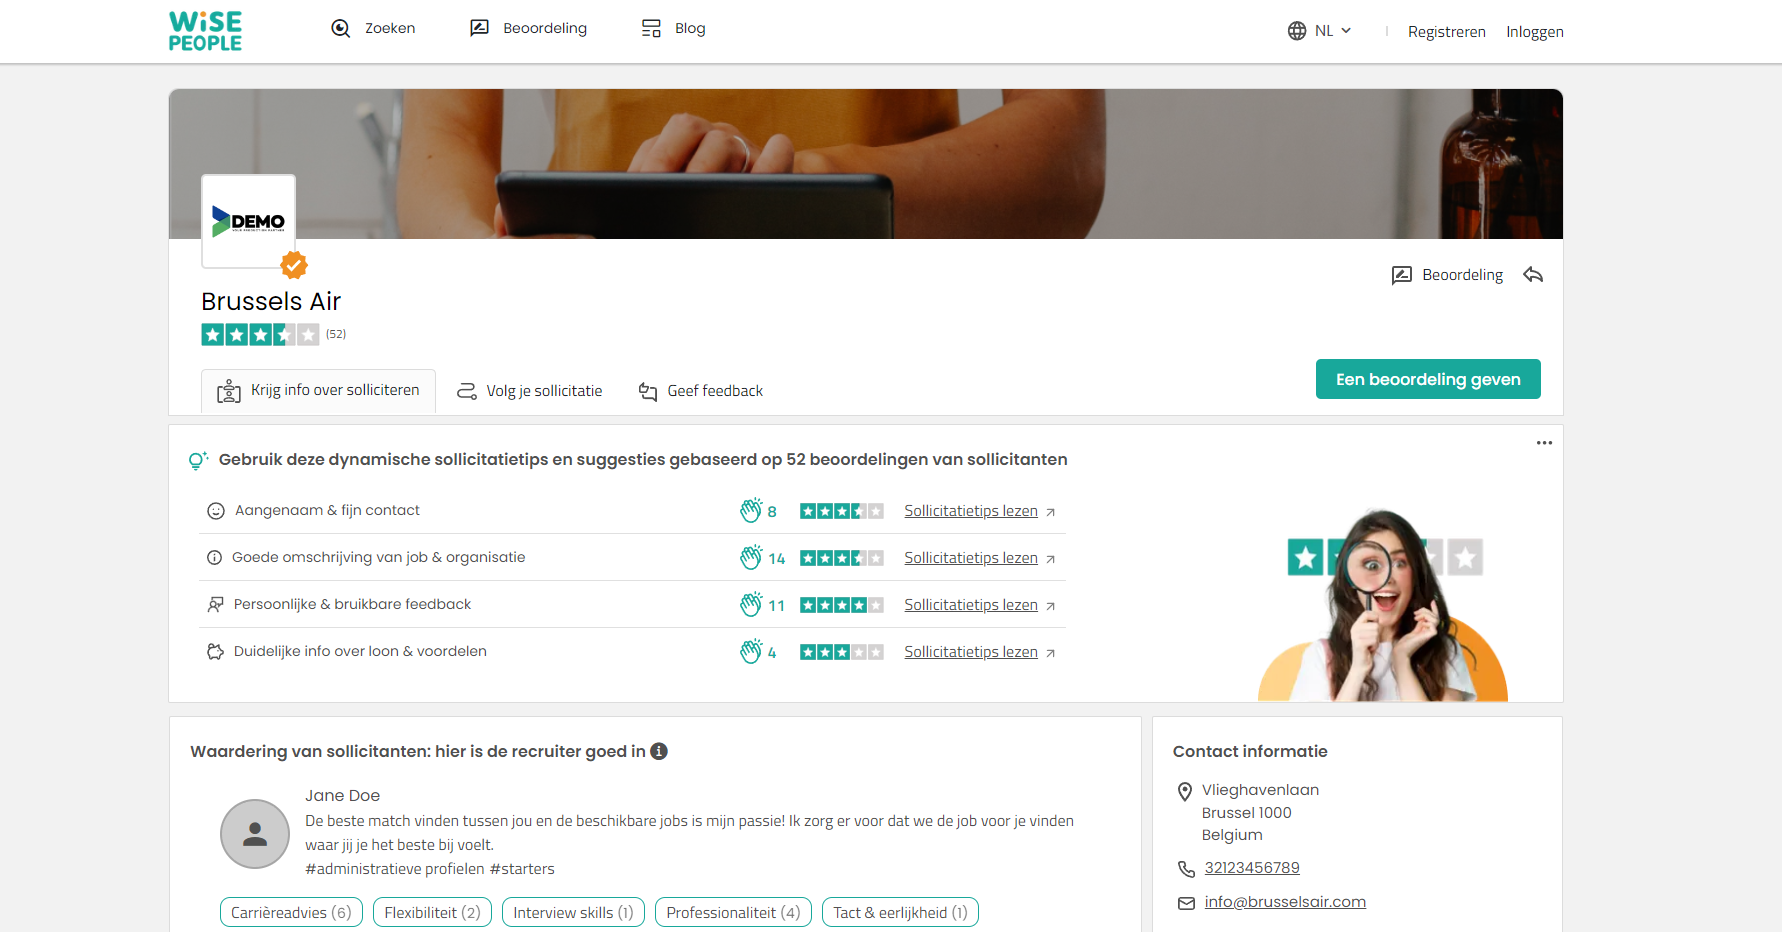 WiSE
PEOPLE
Zoeken
Beoordeling
Blog
NL
Registreren
Inloggen
DEMO
Beoordeling
Brussels Air
(52)
Krijg info over solliciteren
Volg je sollicitatie
Geef feedback
Een beoordeling geven
Gebruik deze dynamische sollicitatietips en suggesties gebaseerd op 52 beoordelingen van sollicitanten
Aangenaam & fijn contact 8 Sollicitatietips lezen
Goede omschrijving van job & organisatie 14 Sollicitatietips lezen
Persoonlijke & bruikbare feedback 11 Sollicitatietips lezen
Duidelijke info over loon & voordelen 4 Sollicitatietips lezen
Waardering van sollicitanten: hier is de recruiter goed in
Jane Doe
De beste match vinden tussen jou en de beschikbare jobs is mijn passie! Ik zorg er voor dat we de job voor je vinden
waar jij je het beste bij voelt.
#administratieve profielen #starters
Carrièreadvies (6)
Flexibiliteit (2)
Interview skills (1)
Professionaliteit (4)
Tact & eerlijkheid (1)
Contact informatie
Vlieghavenlaan
Brussel 1000
Belgium
32123456789
info@brusselsair.com